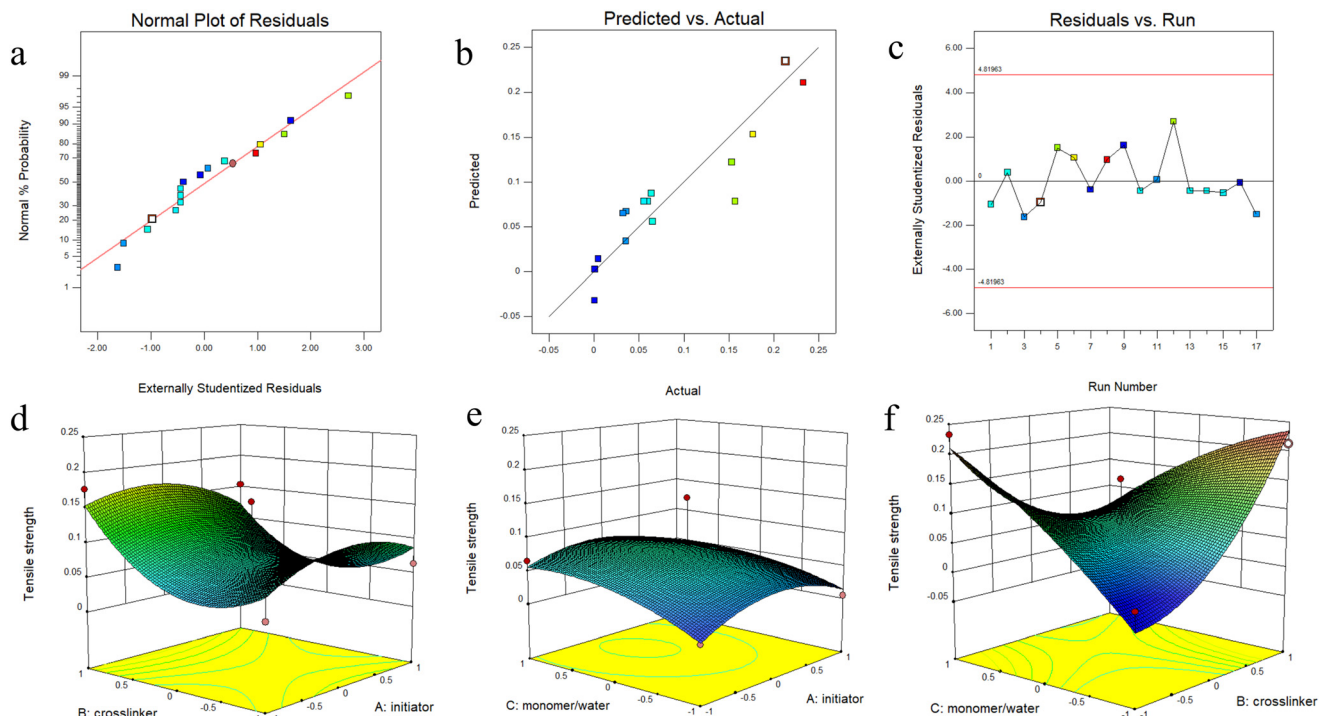 Normal Plot of Residuals
a
Normal % Probability
99
95
90
80
70
50
30
20
10
5
1
-2.00 -1.00 0.00 1.00 2.00 3.00
Externally Studentized Residuals
Predicted vs. Actual
b
Predicted
0.25
0.2
0.15
0.1
0.05
0
-0.05
-0.05 0 0.05 0.1 0.15 0.2 0.25
Actual
Residuals vs. Run
c
Externally Studentized Residuals
6.00
4.00
2.00
0.00
-2.00
-4.00
-6.00
4.81963
0
-4.81963
1 3 5 7 9 11 13 15 17
Run Number
d
Tensile strength
0.25
0.2
0.15
0.1
0.05
0
1 0.5 0 -0.5 -1
B: crosslinker
-1 -0.5 0 0.5 1
A: initiator
e
Tensile strength
0.25
0.2
0.15
0.1
0.05
0
1 0.5 0 -0.5 -1
C: monomer/water
-1 -0.5 0 0.5 1
A: initiator
f
Tensile strength
0.25
0.2
0.15
0.1
0.05
0
-0.05
1 0.5 0 -0.5 -1
C: monomer/water
-1 -0.5 0 0.5 1
B: crosslinker